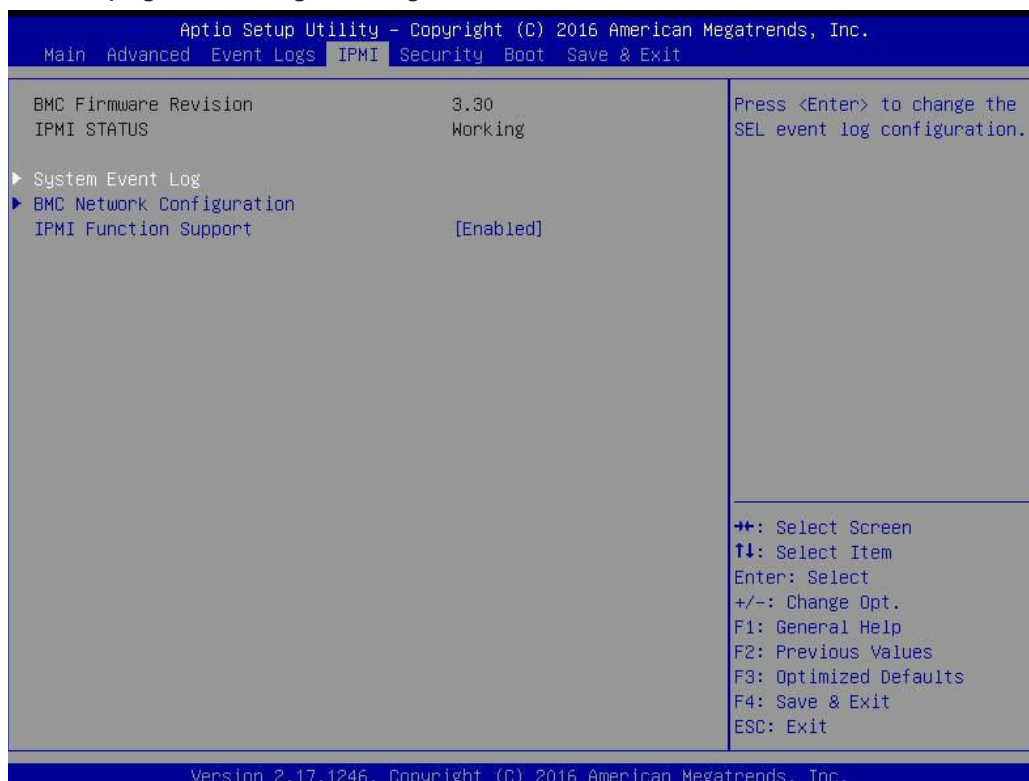 Aptio Setup Utility – Copyright (C) 2016 American Megatrends, Inc.
Main Advanced Event Logs IPMI Security Boot Save & Exit
BMC Firmware Revision 3.30
IPMI STATUS Working
System Event Log
BMC Network Configuration
IPMI Function Support [Enabled]
Press <Enter> to change the
SEL event log configuration.
→←: Select Screen
↑↓: Select Item
Enter: Select
+/-: Change Opt.
F1: General Help
F2: Previous Values
F3: Optimized Defaults
F4: Save & Exit
ESC: Exit
Version 2.17.1246. Copyright (C) 2016 American Megatrends, Inc.